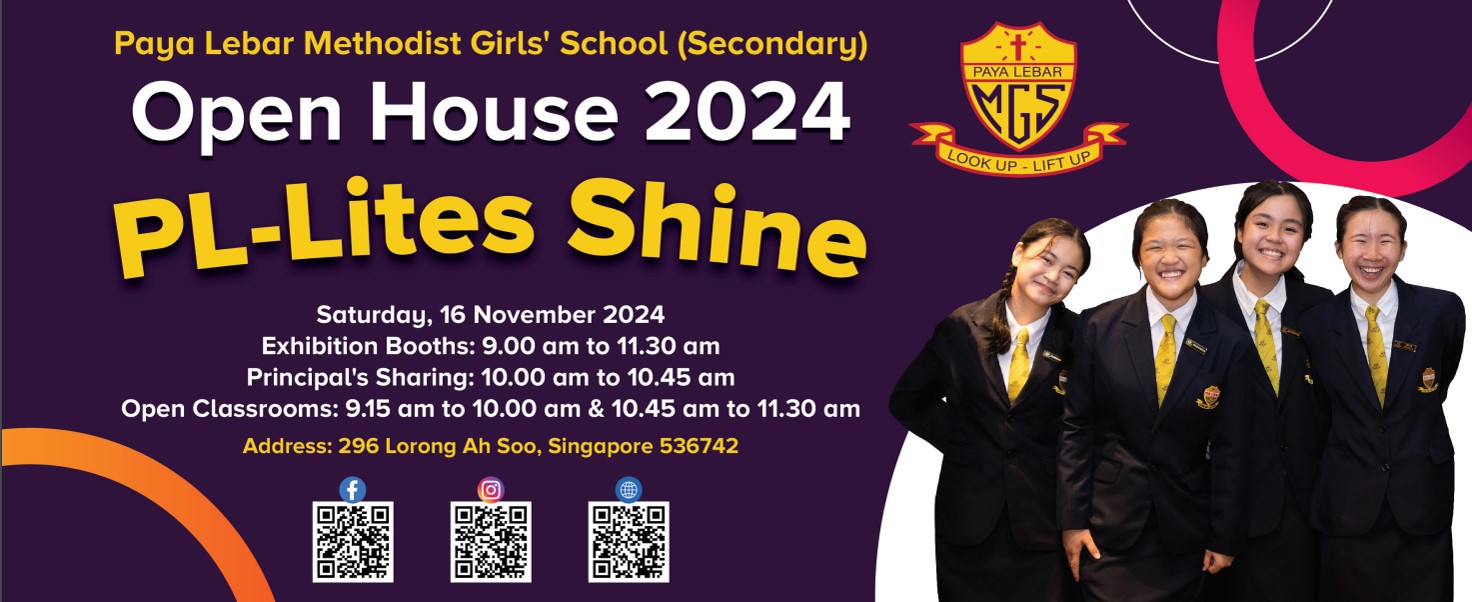 Paya Lebar Methodist Girls' School (Secondary)
Open House 2024
PL-Lites Shine
Saturday, 16 November 2024
Exhibition Booths: 9.00 am to 11.30 am
Principal's Sharing: 10.00 am to 10.45 am
Open Classrooms: 9.15 am to 10.00 am & 10.45 am to 11.30 am
Address: 296 Lorong Ah Soo, Singapore 536742
PAYA LEBAR
MGS
LOOK UP - LIFT UP